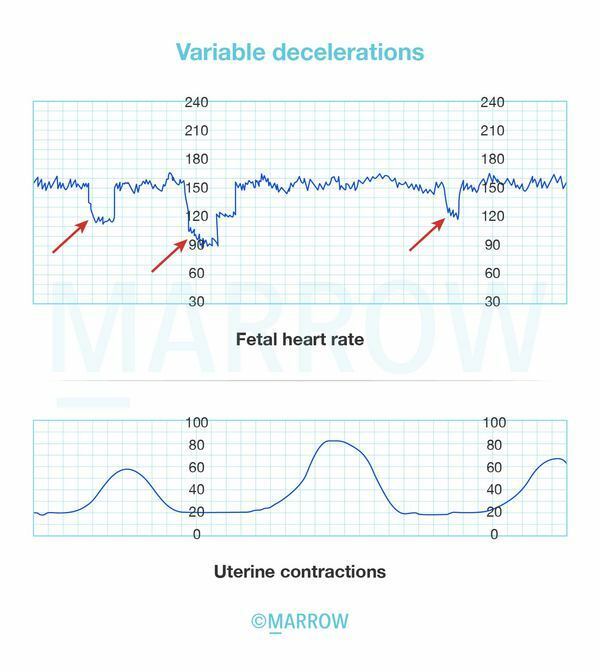 Variable decelerations
240 240
210 210
180 180
150 150
120 120
90 90
60 60
30 30
MARROW
Fetal heart rate
100 100
80 80
60 60
40 40
20 20
0 0
Uterine contractions
©MARROW